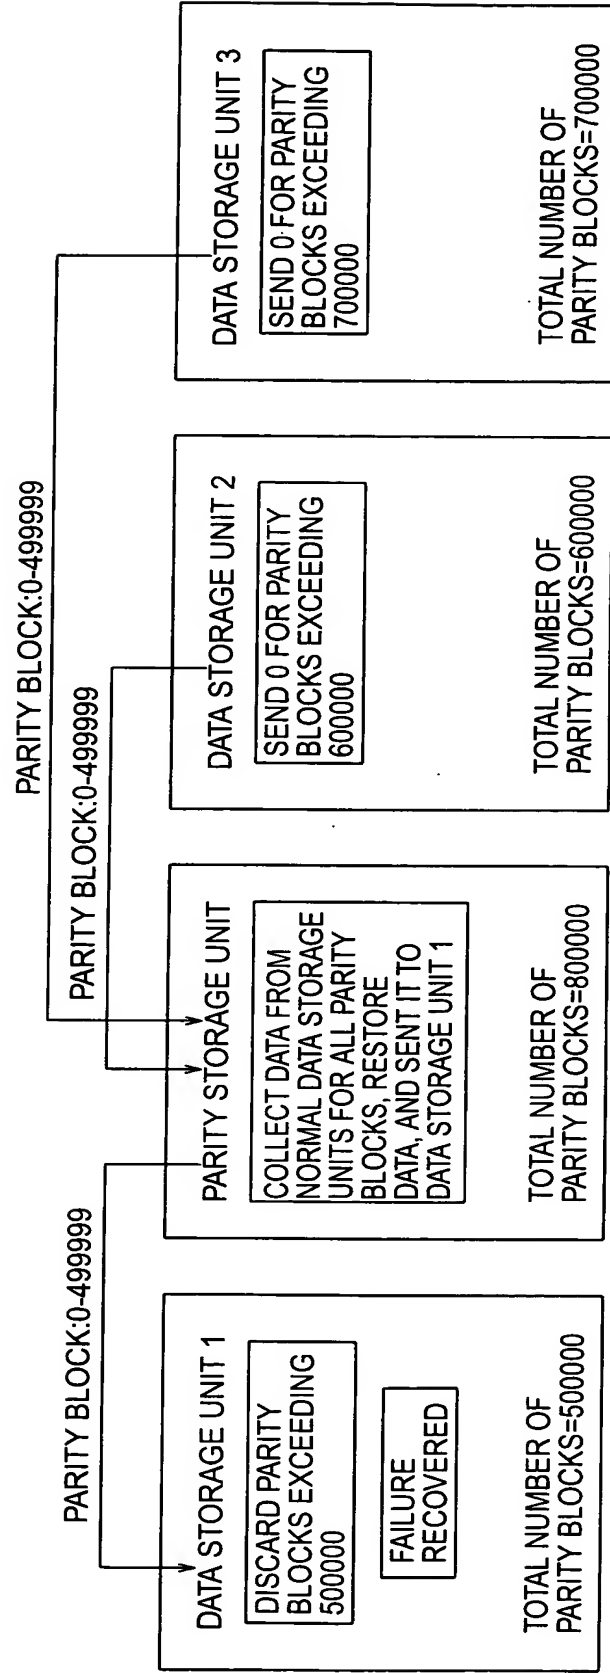 PARITY BLOCK:0-499999
PARITY BLOCK:0-499999
PARITY BLOCK:0-499999
DATA STORAGE UNIT 1
DISCARD PARITY
BLOCKS EXCEEDING
500000
FAILURE
RECOVERED
TOTAL NUMBER OF
PARITY BLOCKS=500000
PARITY STORAGE UNIT
COLLECT DATA FROM
NORMAL DATA STORAGE
UNITS FOR ALL PARITY
BLOCKS, RESTORE
DATA, AND SENT IT TO
DATA STORAGE UNIT 1
TOTAL NUMBER OF
PARITY BLOCKS=800000
DATA STORAGE UNIT 2
SEND 0 FOR PARITY
BLOCKS EXCEEDING
600000
TOTAL NUMBER OF
PARITY BLOCKS=600000
DATA STORAGE UNIT 3
SEND 0 FOR PARITY
BLOCKS EXCEEDING
700000
TOTAL NUMBER OF
PARITY BLOCKS=700000